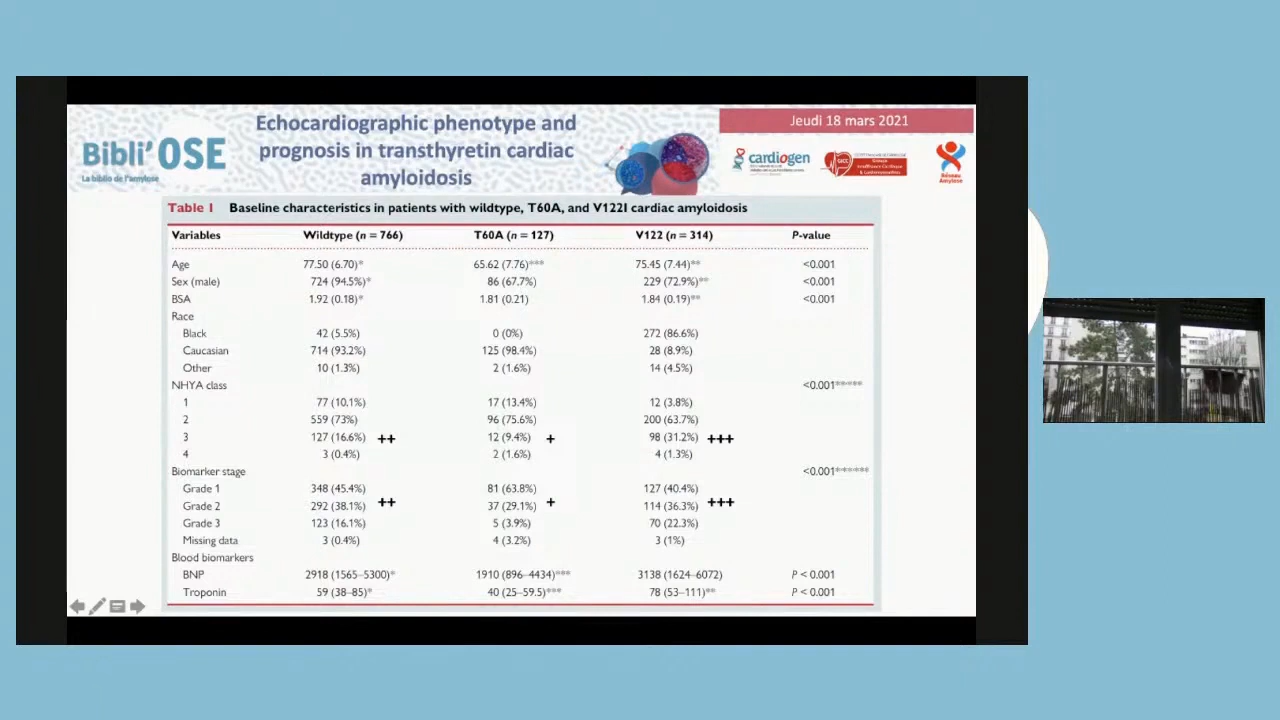 Bibli'OSE
La biblio de l'amylose
Echocardiographic phenotype and
prognosis in transthyretin cardiac
amyloidosis
Jeudi 18 mars 2021
cardiogen
GICC
Réseau
Amylose
Table 1 Baseline characteristics in patients with wildtype, T60A, and V122I cardiac amyloidosis
Variables Wildtype (n = 766) T60A (n = 127) V122 (n = 314) P-value
Age 77.50 (6.70)* 65.62 (7.76)*** 75.45 (7.44)** <0.001
Sex (male) 724 (94.5%)* 86 (67.7%) 229 (72.9%)** <0.001
BSA 1.92 (0.18)* 1.81 (0.21) 1.84 (0.19)** <0.001
Race
Black 42 (5.5%) 0 (0%) 272 (86.6%)
Caucasian 714 (93.2%) 125 (98.4%) 28 (8.9%)
Other 10 (1.3%) 2 (1.6%) 14 (4.5%)
NHYA class <0.001*****
1 77 (10.1%) 17 (13.4%) 12 (3.8%)
2 559 (73%) 96 (75.6%) 200 (63.7%)
3 127 (16.6%) ++ 12 (9.4%) + 98 (31.2%) +++
4 3 (0.4%) 2 (1.6%) 4 (1.3%)
Biomarker stage <0.001******
Grade 1 348 (45.4%) 81 (63.8%) 127 (40.4%)
Grade 2 292 (38.1%) ++ 37 (29.1%) + 114 (36.3%) +++
Grade 3 123 (16.1%) 5 (3.9%) 70 (22.3%)
Missing data 3 (0.4%) 4 (3.2%) 3 (1%)
Blood biomarkers
BNP 2918 (1565–5300)* 1910 (896–4434)*** 3138 (1624–6072) P < 0.001
Troponin 59 (38–85)* 40 (25–59.5)*** 78 (53–111)** P < 0.001